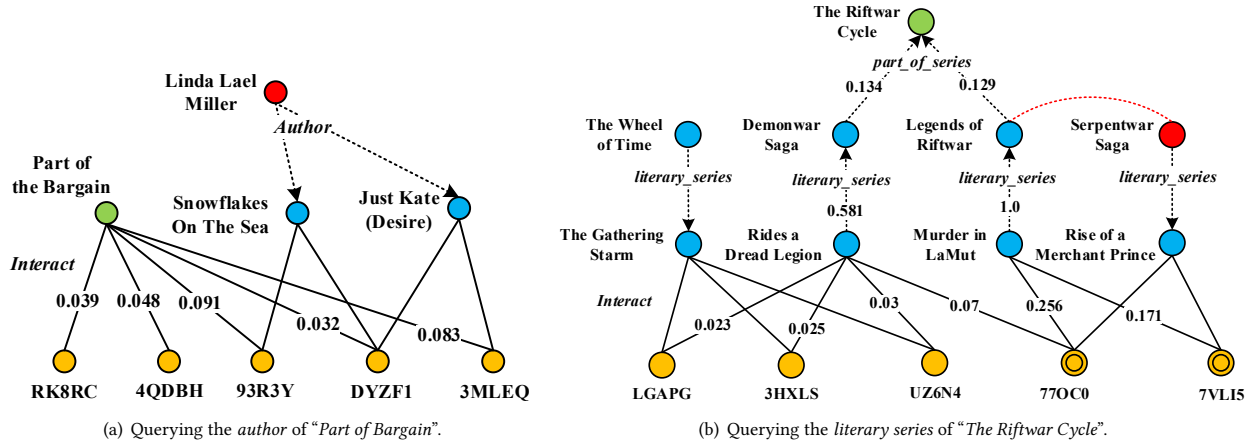 Linda Lael
Miller
Author
Part of
the Bargain
Snowflakes
On The Sea
Just Kate
(Desire)
Interact
0.039
0.048
0.091
0.032
0.083
RK8RC
4QDBH
93R3Y
DYZF1
3MLEQ
(a) Querying the author of "Part of Bargain".
The Riftwar
Cycle
part_of_series
0.134
0.129
The Wheel
of Time
Demonwar
Saga
Legends of
Riftwar
Serpentwar
Saga
literary_series
literary_series
literary_series
literary_series
0.581
1.0
The Gathering
Starm
Rides a
Dread Legion
Murder in
LaMut
Rise of a
Merchant Prince
Interact
0.023
0.025
0.03
0.07
0.256
0.171
LGAPG
3HXLS
UZ6N4
77OC0
7VLI5
(b) Querying the literary series of "The Riftwar Cycle".